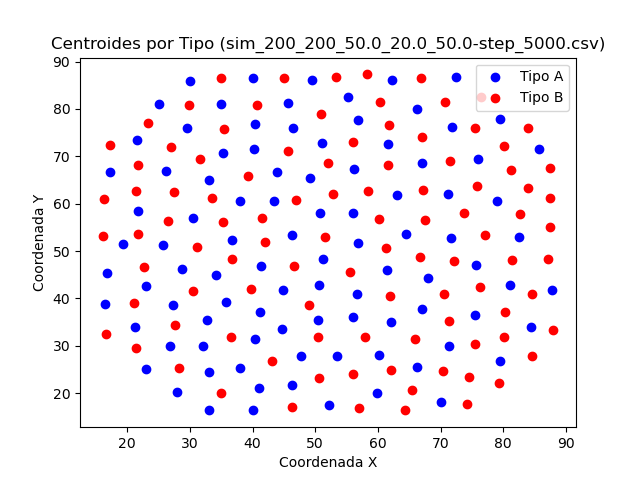 Centroides por Tipo (sim_200_200_50.0_20.0_50.0-step_5000.csv)
Tipo A
Tipo B
90
80
70
60
50
40
30
20
Coordenada Y
20 30 40 50 60 70 80 90
Coordenada X